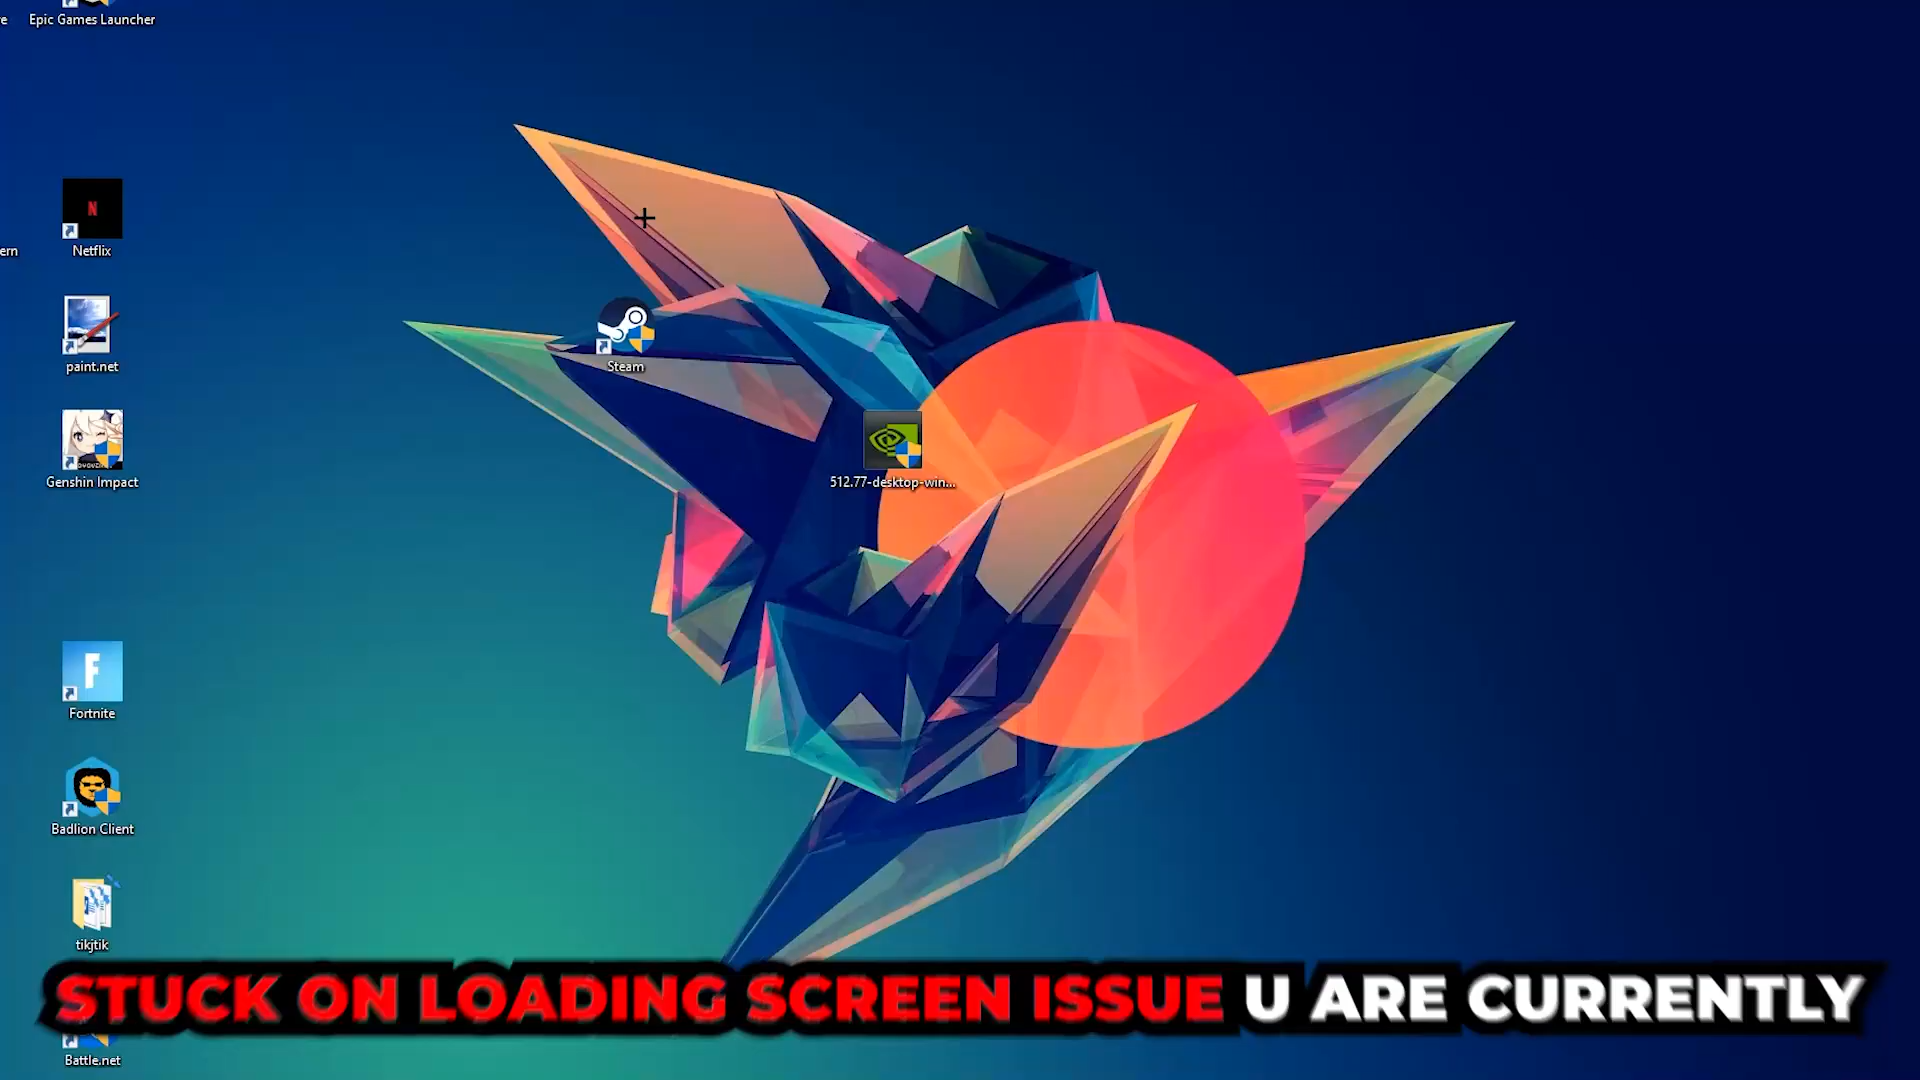 Epic Games Launcher
N
Netflix
ern
paint.net
Steam
Genshin Impact
512.77-desktop-win...
F
Fortnite
Badlion Client
tikjtik
STUCK ON LOADING SCREEN ISSUE U ARE CURRENTLY
Battle.net